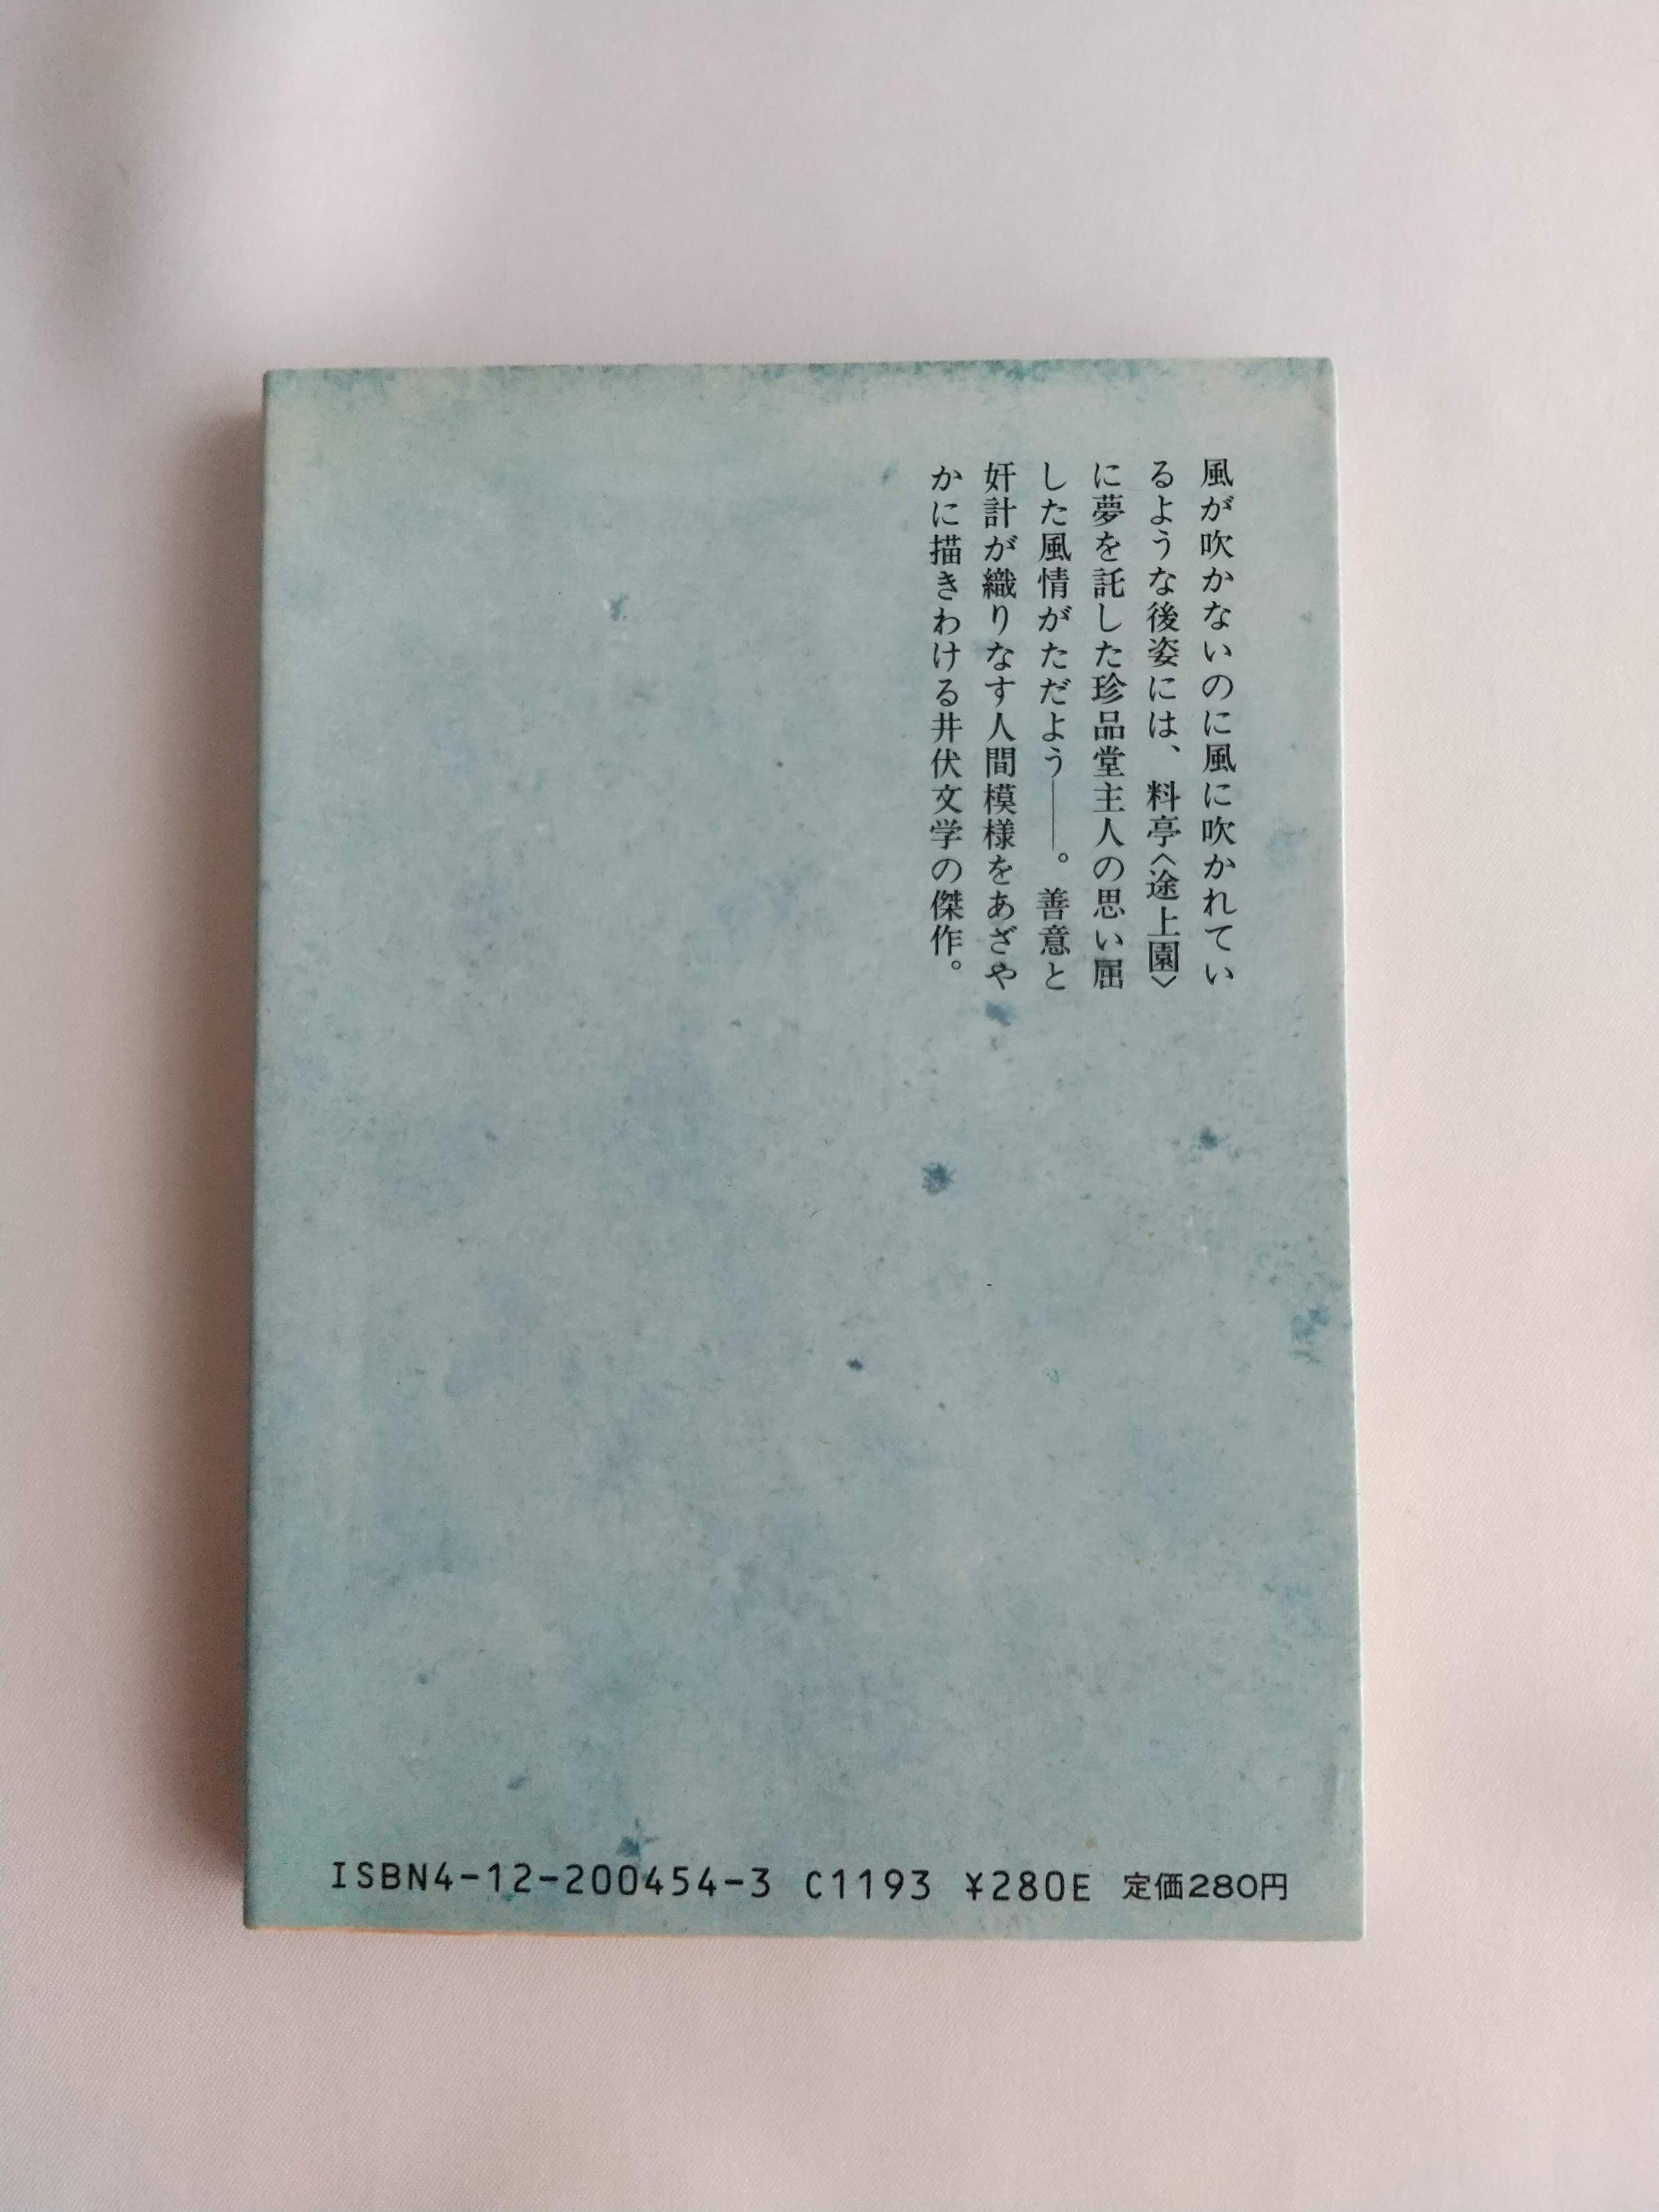 風が吹かないのに風に吹かれてい
るような後姿には、料亭〈途上園〉
に夢を託した珍品堂主人の思い屈
した風情がただよう――。善意と
奸計が織りなす人間模様をあざや
かに描きわける井伏文学の傑作。
ISBN4-12-200454-3 C1193 ¥280E 定価280円